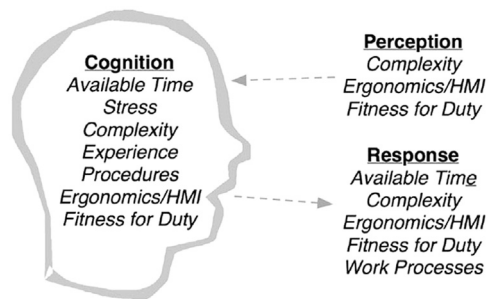 Cognition
Available Time
Stress
Complexity
Experience
Procedures
Ergonomics/HMI
Fitness for Duty
Perception
Complexity
Ergonomics/HMI
Fitness for Duty
Response
Available Time
Complexity
Ergonomics/HMI
Fitness for Duty
Work Processes